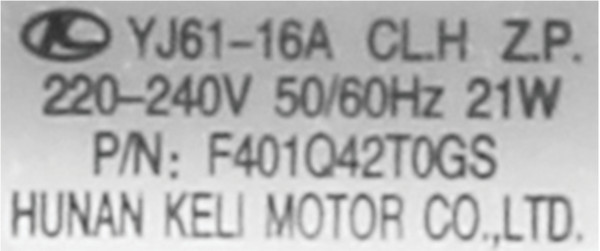 YJ61-16A CL.H Z.P.
220-240V 50/60Hz 21W
P/N: F401Q42T0GS
HUNAN KELI MOTOR CO.,LTD.